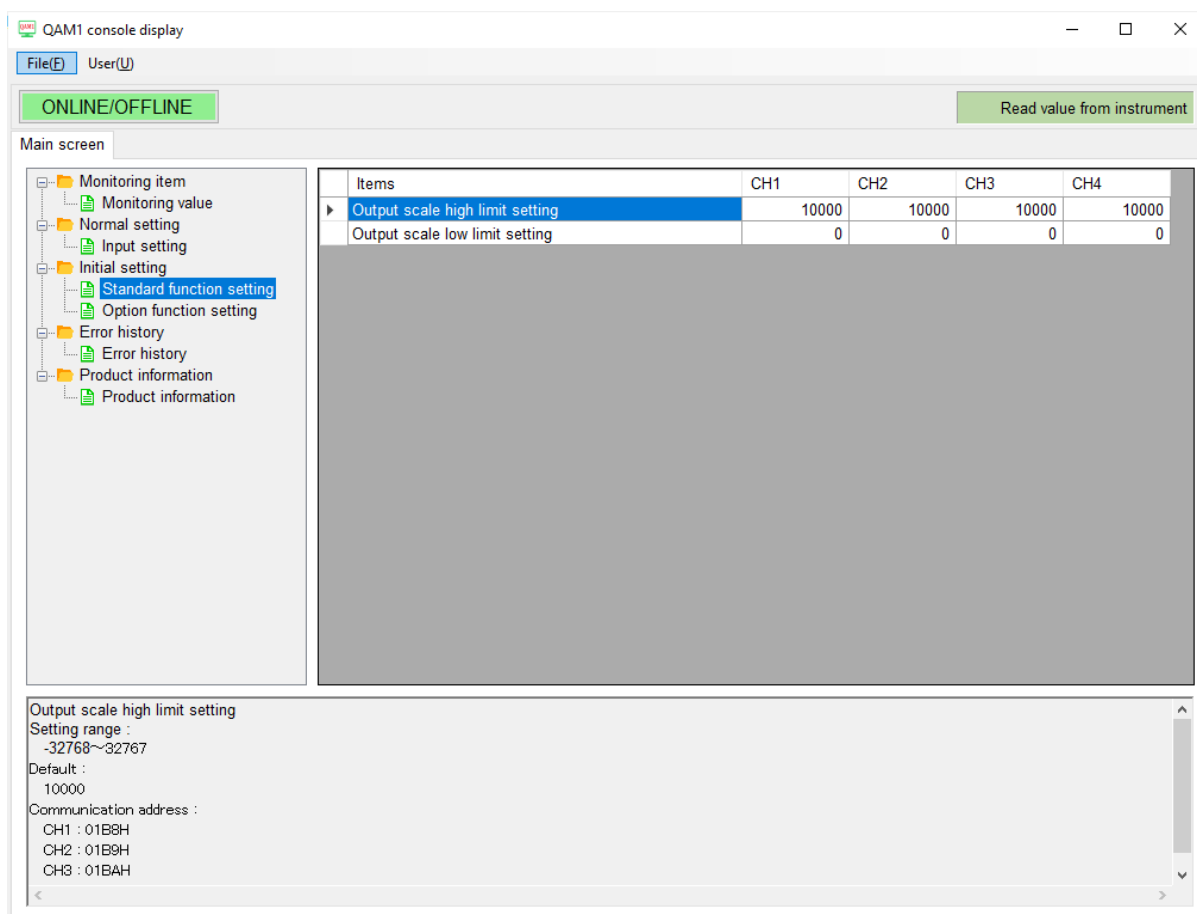 QAM1 console display
File(F) User(U)
ONLINE/OFFLINE
Read value from instrument
Main screen
Monitoring item
Monitoring value
Normal setting
Input setting
Initial setting
Standard function setting
Option function setting
Error history
Error history
Product information
Product information
Items CH1 CH2 CH3 CH4
Output scale high limit setting 10000 10000 10000 10000
Output scale low limit setting 0 0 0 0
Output scale high limit setting
Setting range :
-32768～32767
Default :
10000
Communication address :
CH1 : 01B8H
CH2 : 01B9H
CH3 : 01BAH